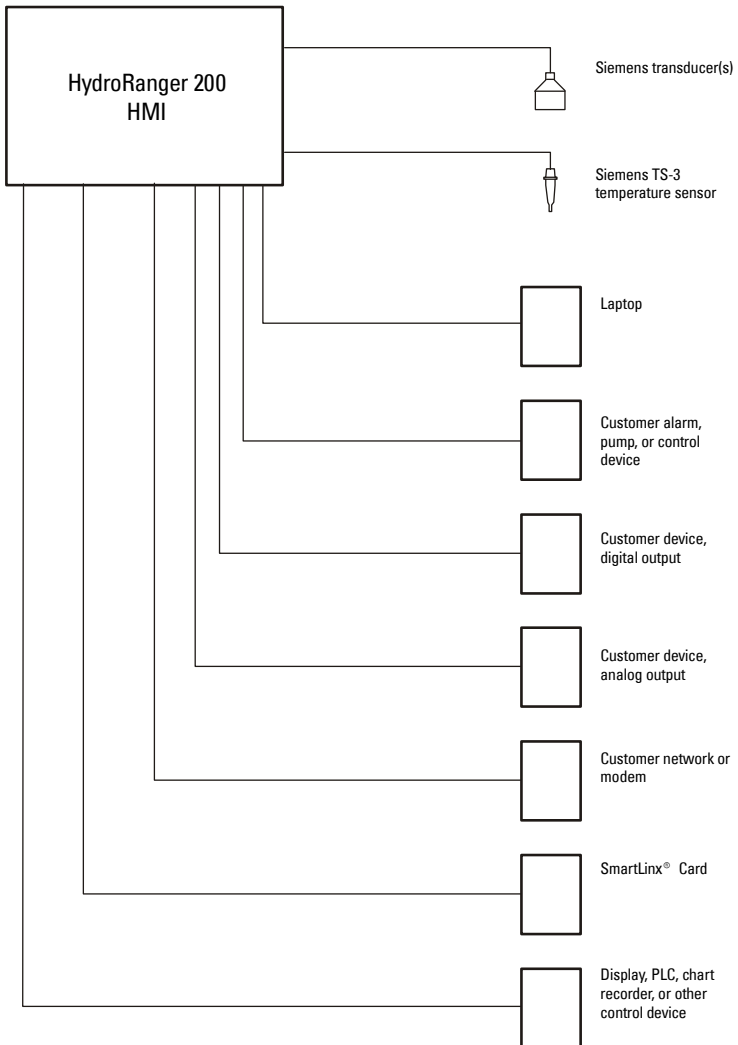 HydroRanger 200
HMI
Siemens transducer(s)
Siemens TS-3
temperature sensor
Laptop
Customer alarm,
pump, or control
device
Customer device,
digital output
Customer device,
analog output
Customer network or
modem
SmartLinx® Card
Display, PLC, chart
recorder, or other
control device